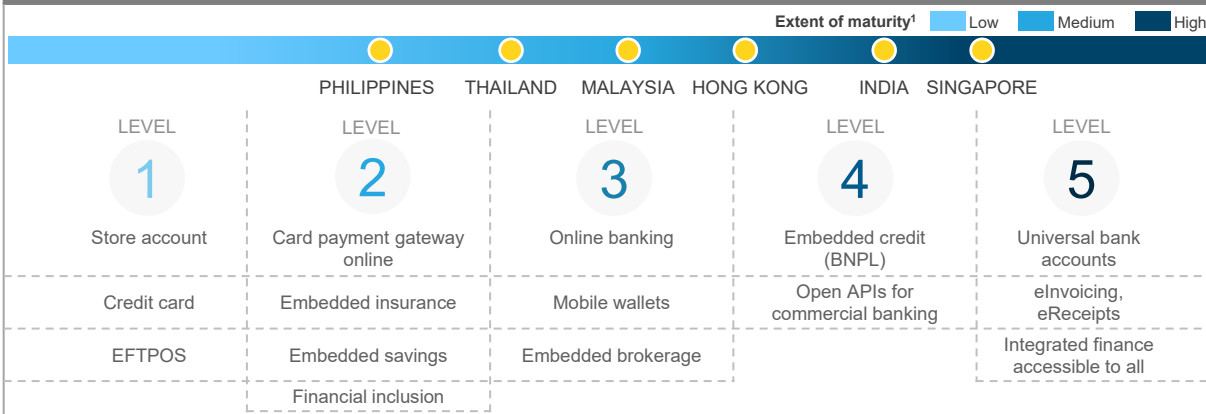 Extent of maturity¹ Low Medium High
PHILIPPINES THAILAND MALAYSIA HONG KONG INDIA SINGAPORE
LEVEL LEVEL LEVEL LEVEL LEVEL
1 2 3 4 5
Store account Card payment gateway Online banking Embedded credit Universal bank
online (BNPL) accounts
Credit card Embedded insurance Mobile wallets Open APIs for eInvoicing,
commercial banking eReceipts
EFTPOS Embedded savings Embedded brokerage Integrated finance
accessible to all
Financial inclusion